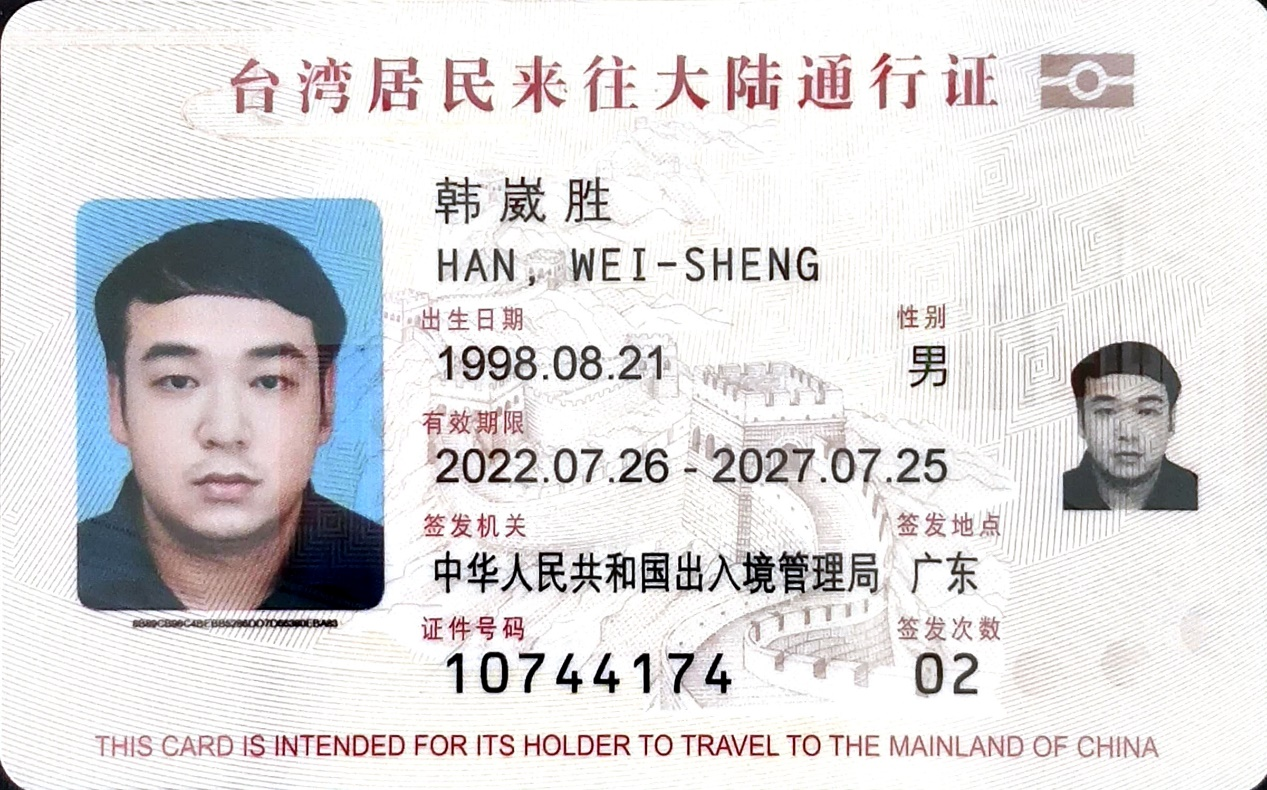 台湾居民来往大陆通行证
韩崴胜
HAN, WEI-SHENG
出生日期 性别
1998.08.21 男
有效期限
2022.07.26 - 2027.07.25
签发机关 签发地点
中华人民共和国出入境管理局 广东
证件号码 签发次数
10744174 02
THIS CARD IS INTENDED FOR ITS HOLDER TO TRAVEL TO THE MAINLAND OF CHINA